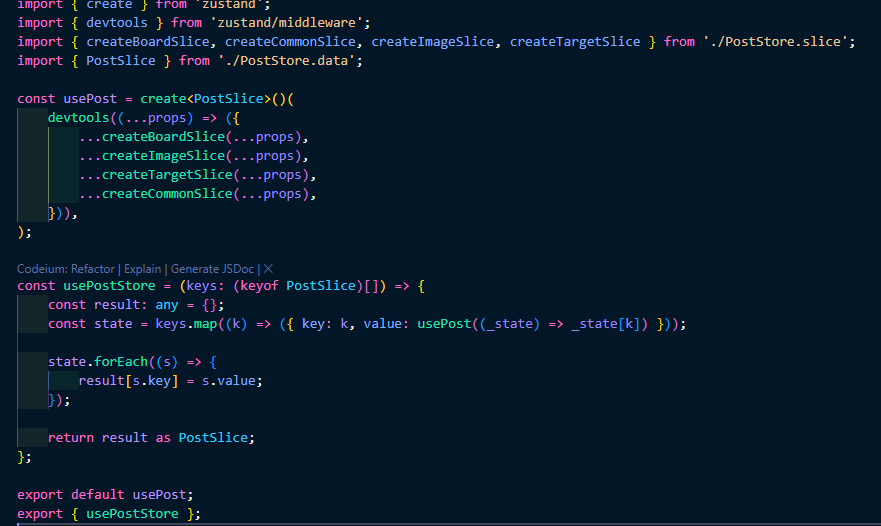 import { create } from 'zustand';
import { devtools } from 'zustand/middleware';
import { createBoardSlice, createCommonSlice, createImageSlice, createTargetSlice } from './PostStore.slice';
import { PostSlice } from './PostStore.data';
const usePost = create<PostSlice>()(
    devtools((...props) => ({
        ...createBoardSlice(...props),
        ...createImageSlice(...props),
        ...createTargetSlice(...props),
        ...createCommonSlice(...props),
    })),
);
Codeium: Refactor | Explain | Generate JSDoc | X
const usePostStore = (keys: (keyof PostSlice)[]) => {
    const result: any = {};
    const state = keys.map((k) => ({ key: k, value: usePost((_state) => _state[k]) }));
    state.forEach((s) => {
        result[s.key] = s.value;
    });
    return result as PostSlice;
};
export default usePost;
export { usePostStore };